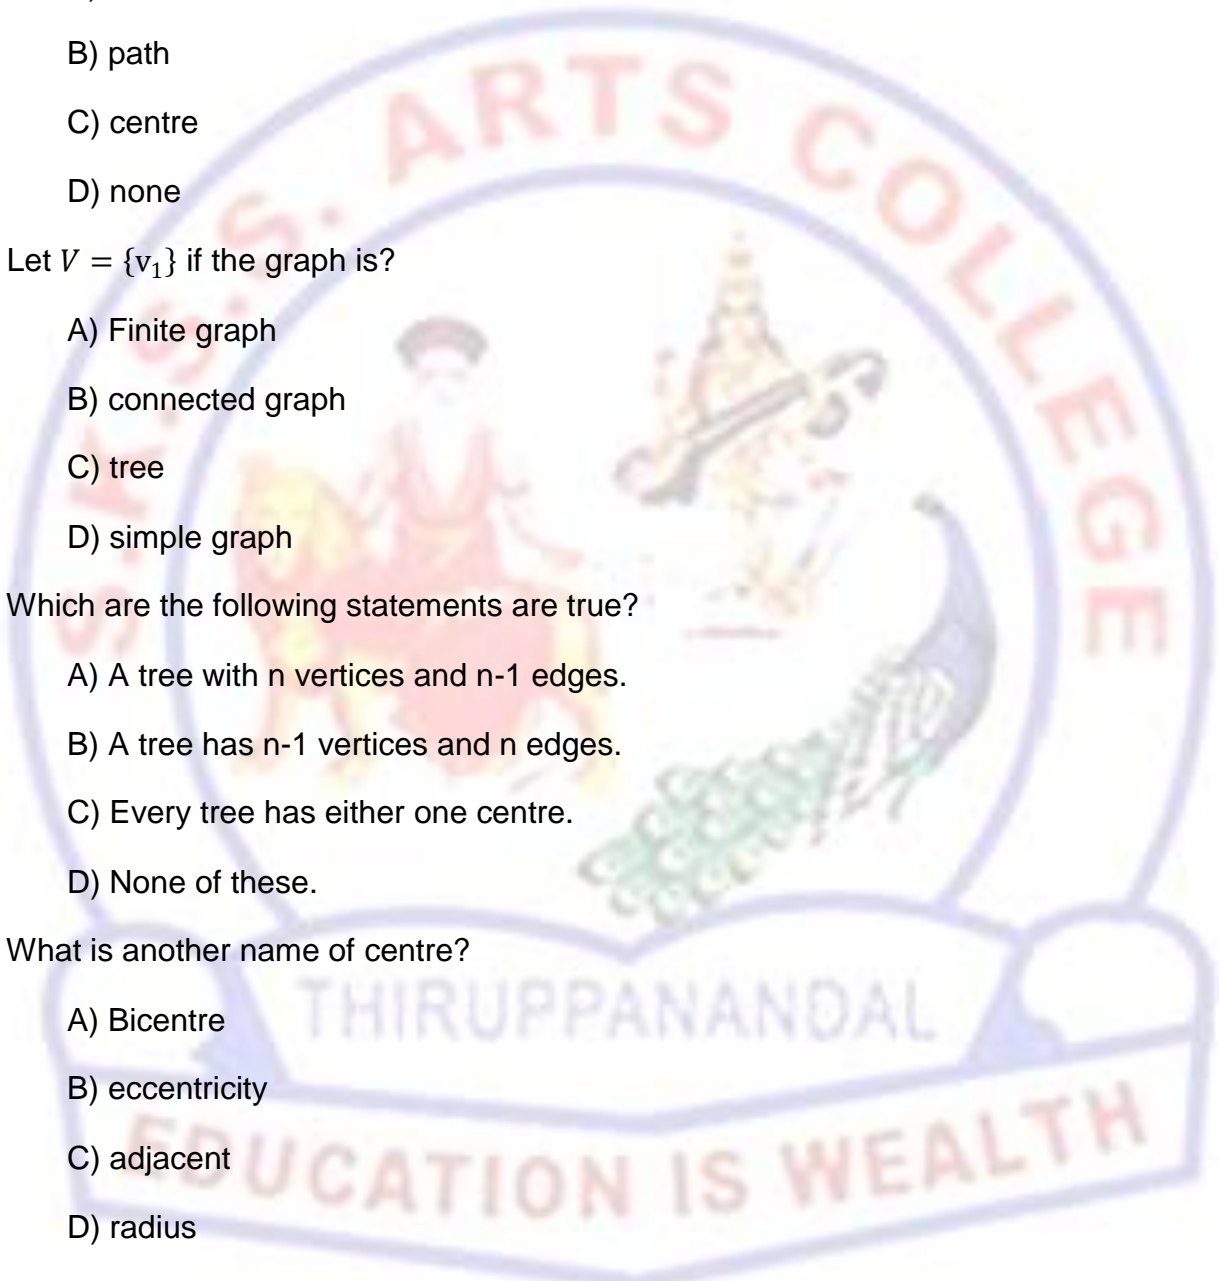 B) path
C) centre
D) none
Let V = {v₁} if the graph is?
A) Finite graph
B) connected graph
C) tree
D) simple graph
Which are the following statements are true?
A) A tree with n vertices and n-1 edges.
B) A tree has n-1 vertices and n edges.
C) Every tree has either one centre.
D) None of these.
What is another name of centre?
A) Bicentre
B) eccentricity
C) adjacent
D) radius
S.K.S.S. ARTS COLLEGE
THIRUPPANANDAL
EDUCATION IS WEALTH